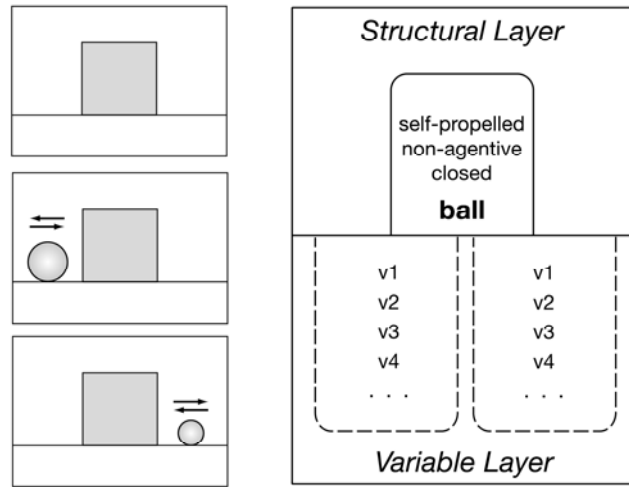 Structural Layer
self-propelled
non-agentive
closed
ball
v1
v2
v3
v4
. . .
v1
v2
v3
v4
. . .
Variable Layer